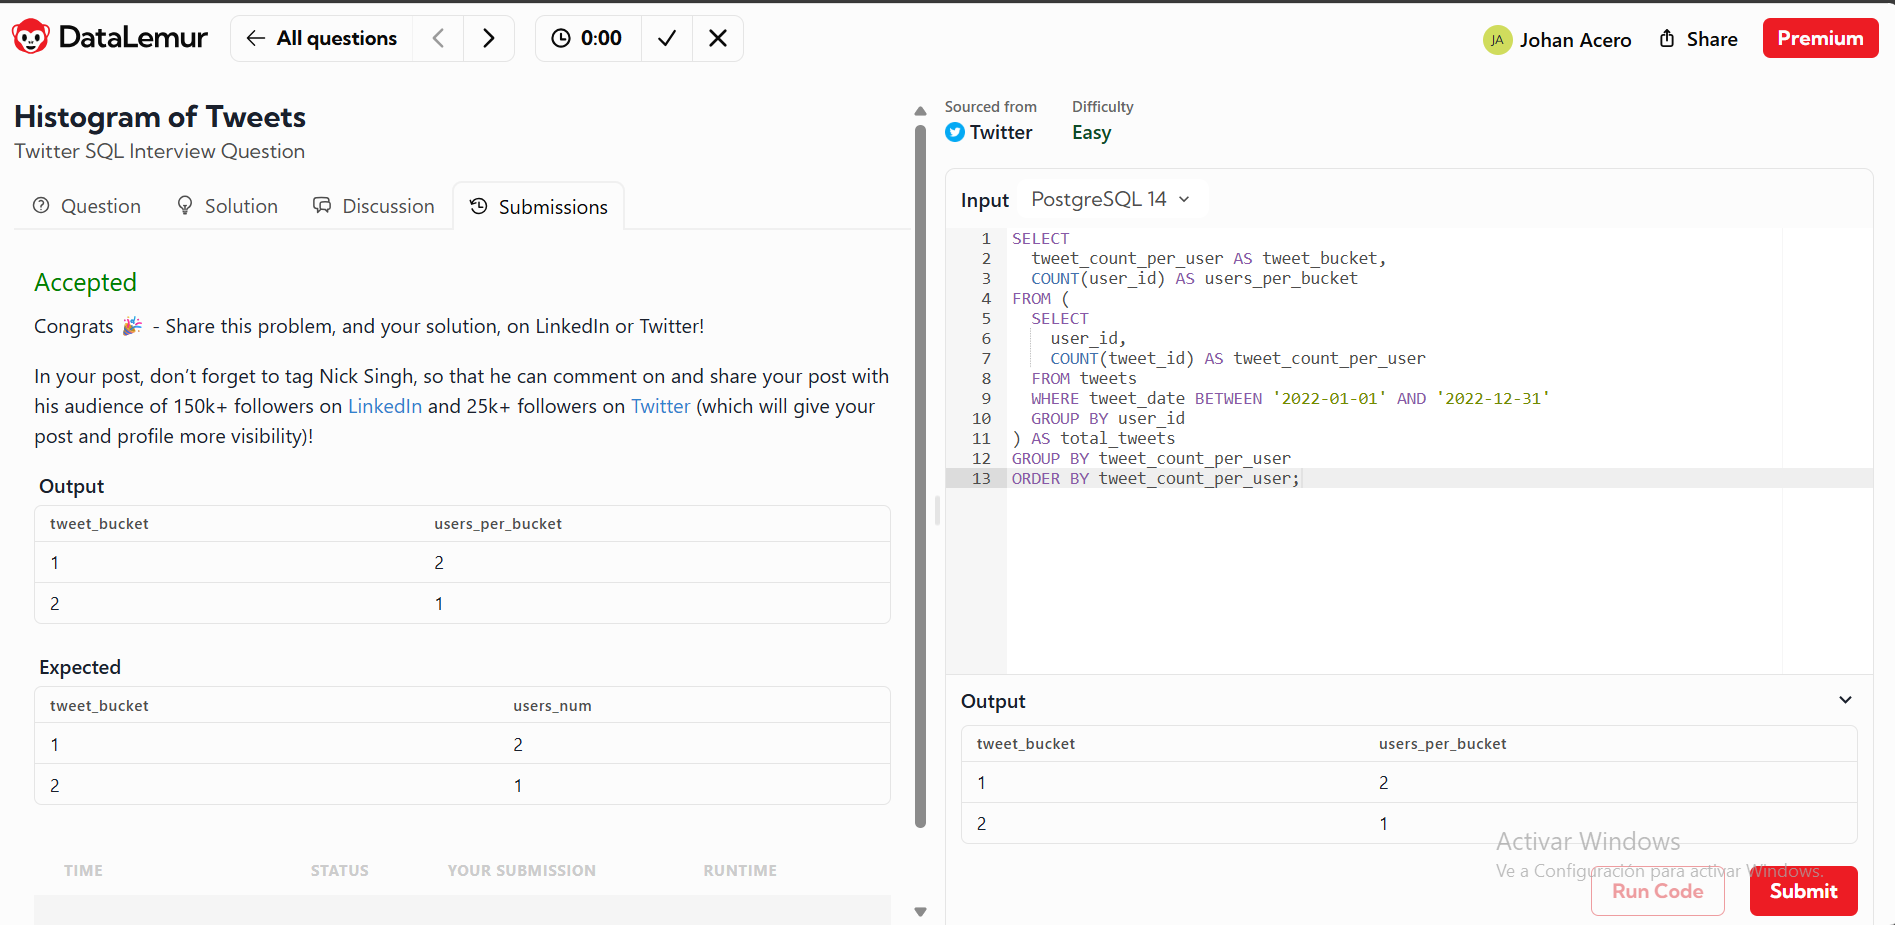 DataLemur
All questions
0:00
JA Johan Acero
Share
Premium
Histogram of Tweets
Twitter SQL Interview Question
Question
Solution
Discussion
Submissions
Accepted
Congrats 🎉 - Share this problem, and your solution, on LinkedIn or Twitter!
In your post, don’t forget to tag Nick Singh, so that he can comment on and share your post with
his audience of 150k+ followers on LinkedIn and 25k+ followers on Twitter (which will give your
post and profile more visibility)!
Output
tweet_bucket users_per_bucket
1 2
2 1
Expected
tweet_bucket users_num
1 2
2 1
TIME STATUS YOUR SUBMISSION RUNTIME
Sourced from Difficulty
Twitter Easy
Input PostgreSQL 14
1 SELECT
2 tweet_count_per_user AS tweet_bucket,
3 COUNT(user_id) AS users_per_bucket
4 FROM (
5 SELECT
6 user_id,
7 COUNT(tweet_id) AS tweet_count_per_user
8 FROM tweets
9 WHERE tweet_date BETWEEN '2022-01-01' AND '2022-12-31'
10 GROUP BY user_id
11 ) AS total_tweets
12 GROUP BY tweet_count_per_user
13 ORDER BY tweet_count_per_user;
Output
tweet_bucket users_per_bucket
1 2
2 1
Activar Windows
Ve a Configuración para activar Windows.
Run Code
Submit